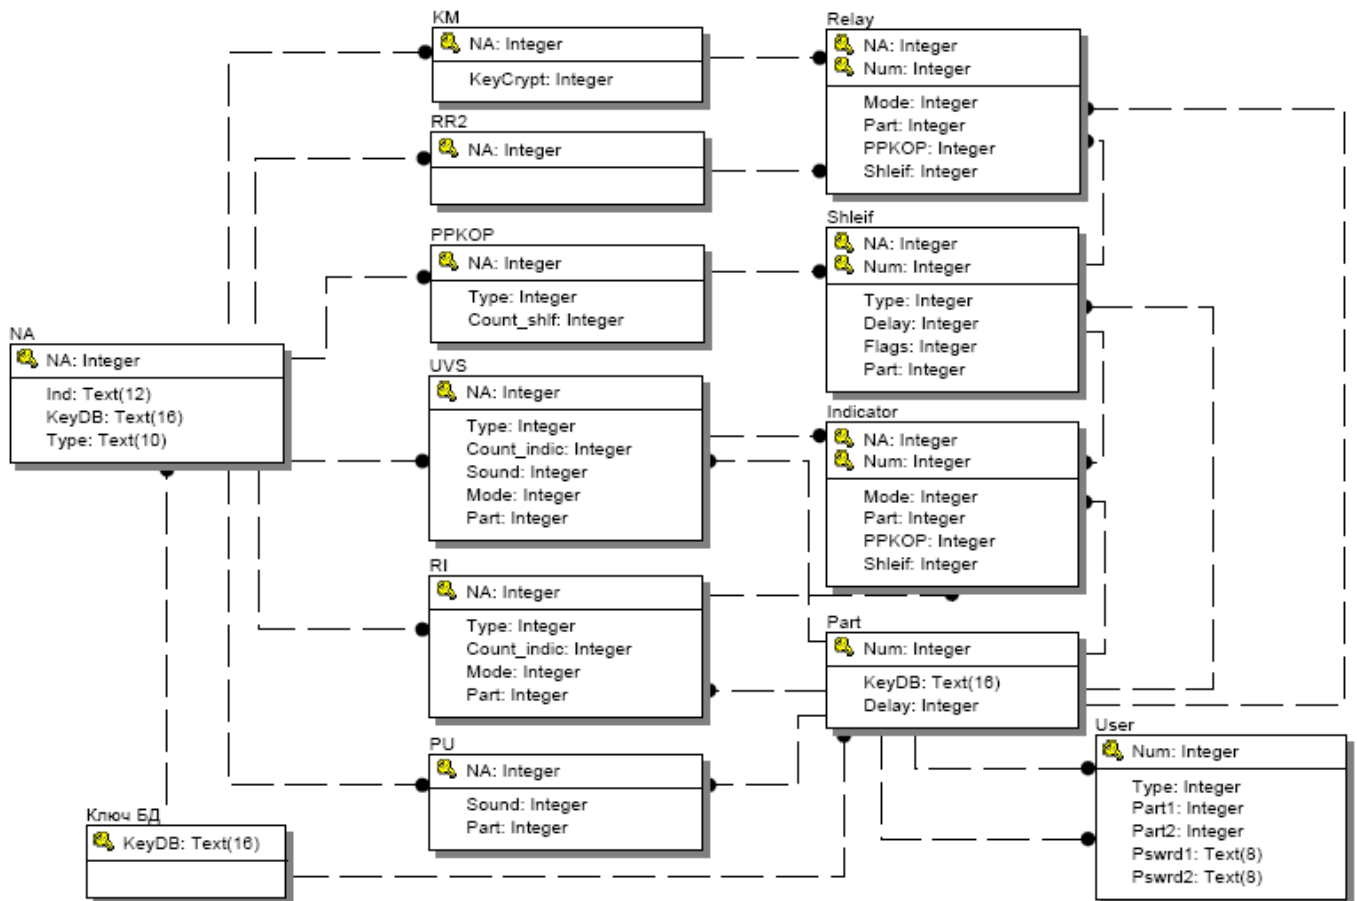 KM
NA: Integer
KeyCrypt: Integer
RR2
NA: Integer
PPKOP
NA: Integer
Type: Integer
Count_shlf: Integer
NA
NA: Integer
Ind: Text(12)
KeyDB: Text(16)
Type: Text(10)
UVS
NA: Integer
Type: Integer
Count_indic: Integer
Sound: Integer
Mode: Integer
Part: Integer
RI
NA: Integer
Type: Integer
Count_indic: Integer
Mode: Integer
Part: Integer
PU
NA: Integer
Sound: Integer
Part: Integer
Ключ БД
KeyDB: Text(16)
Relay
NA: Integer
Num: Integer
Mode: Integer
Part: Integer
PPKOP: Integer
Shleif: Integer
Shleif
NA: Integer
Num: Integer
Type: Integer
Delay: Integer
Flags: Integer
Part: Integer
Indicator
NA: Integer
Num: Integer
Mode: Integer
Part: Integer
PPKOP: Integer
Shleif: Integer
Part
Num: Integer
KeyDB: Text(16)
Delay: Integer
User
Num: Integer
Type: Integer
Part1: Integer
Part2: Integer
Pswrd1: Text(8)
Pswrd2: Text(8)